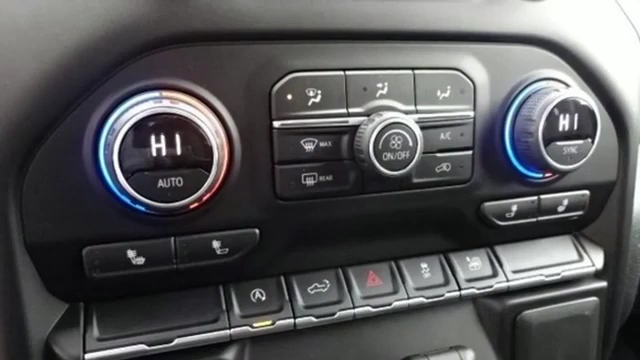 HI
AUTO
MAX
REAR
ON/OFF
A/C
HI
SYNC
A